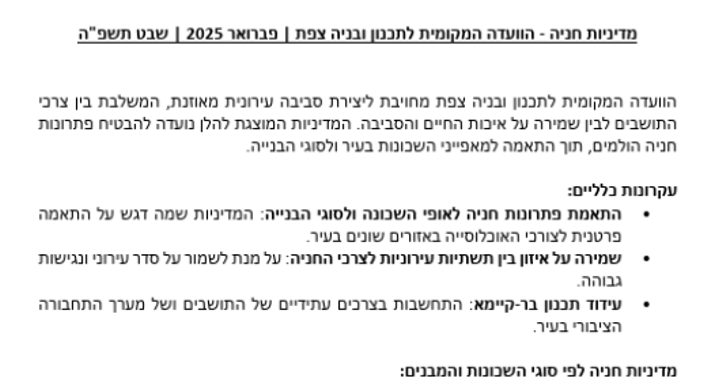 מדיניות חניה - הוועדה המקומית לתכנון ובניה צפת | פברואר 2025 | שבט תשפ"ה
הוועדה המקומית לתכנון ובניה צפת מחויבת ליצירת סביבה עירונית מאוזנת, המשלבת בין צרכי
התושבים לבין שמירה על איכות החיים והסביבה. המדיניות המוצגת להלן נועדה להבטיח פתרונות
חניה הולמים, תוך התאמה למאפייני השכונות בעיר ולסוגי הבנייה.
עקרונות כלליים:
• התאמת פתרונות חניה לאופי השכונה ולסוגי הבנייה: המדיניות שמה דגש על התאמה
פרטנית לצורכי האוכלוסייה באזורים שונים בעיר.
• שמירה על איזון בין תשתיות עירוניות לצרכי החניה: על מנת לשמור על סדר עירוני ונגישות
גבוהה.
• עידוד תכנון בר-קיימא: התחשבות בצרכים עתידיים של התושבים ושל מערך התחבורה
הציבורי בעיר.
מדיניות חניה לפי סוגי השכונות והמבנים: